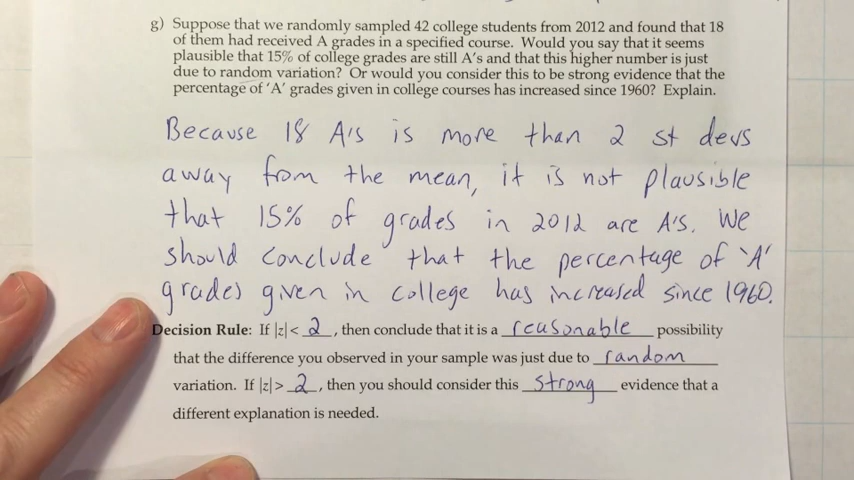 g) Suppose that we randomly sampled 42 college students from 2012 and found that 18
of them had received A grades in a specified course. Would you say that it seems
plausible that 15% of college grades are still A's and that this higher number is just
due to random variation? Or would you consider this to be strong evidence that the
percentage of 'A' grades given in college courses has increased since 1960? Explain.
Because 18 A's is more than 2 st devs
away from the mean, it is not plausible
that 15% of grades in 2012 are A's. We
should conclude that the percentage of 'A'
grades given in college has increased since 1960.
Decision Rule: If |z|< 2, then conclude that it is a reasonable possibility
that the difference you observed in your sample was just due to random
variation. If |z|> 2, then you should consider this strong evidence that a
different explanation is needed.